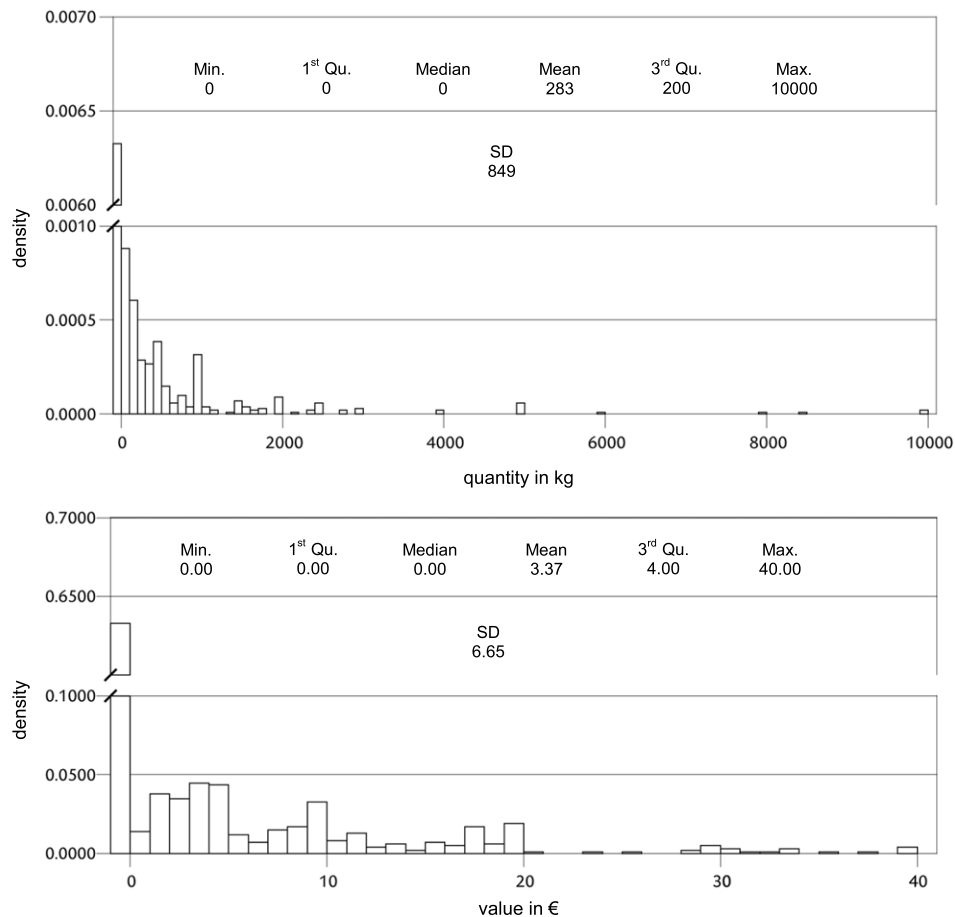 0.0070
Min. 1st Qu. Median Mean 3rd Qu. Max.
0 0 0 283 200 10000
0.0065
SD
849
0.0060
density
0.0010
0.0005
0.0000
0 2000 4000 6000 8000 10000
quantity in kg
0.7000
Min. 1st Qu. Median Mean 3rd Qu. Max.
0.00 0.00 0.00 3.37 4.00 40.00
0.6500
SD
6.65
density
0.1000
0.0500
0.0000
0 10 20 30 40
value in €